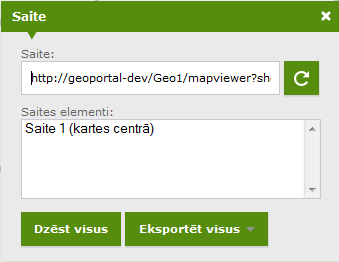 Saite
Saite:
http://geoportal-dev/Geo1/mapviewer?sh
Saites elementi:
Saite 1 (kartes centrā)
Dzēst visus
Eksportēt visus